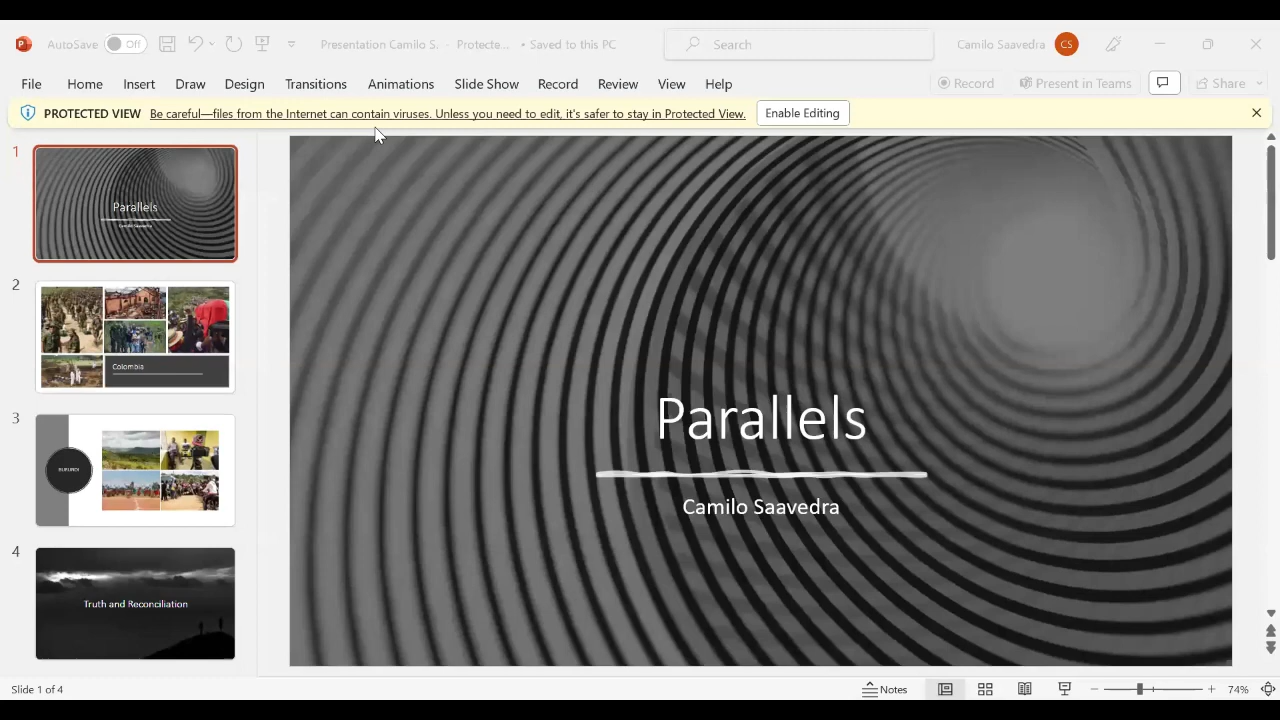 AutoSave Off Presentation Camilo S. - Protecte... • Saved to this PC Search Camilo Saavedra CS
File Home Insert Draw Design Transitions Animations Slide Show Record Review View Help Record Present in Teams Share
PROTECTED VIEW Be careful—files from the Internet can contain viruses. Unless you need to edit, it's safer to stay in Protected View. Enable Editing
1
Parallels
Camilo Saavedra
2
Colombia
3
BURUNDI
4
Truth and Reconciliation
Parallels
Camilo Saavedra
Slide 1 of 4 Notes 74%